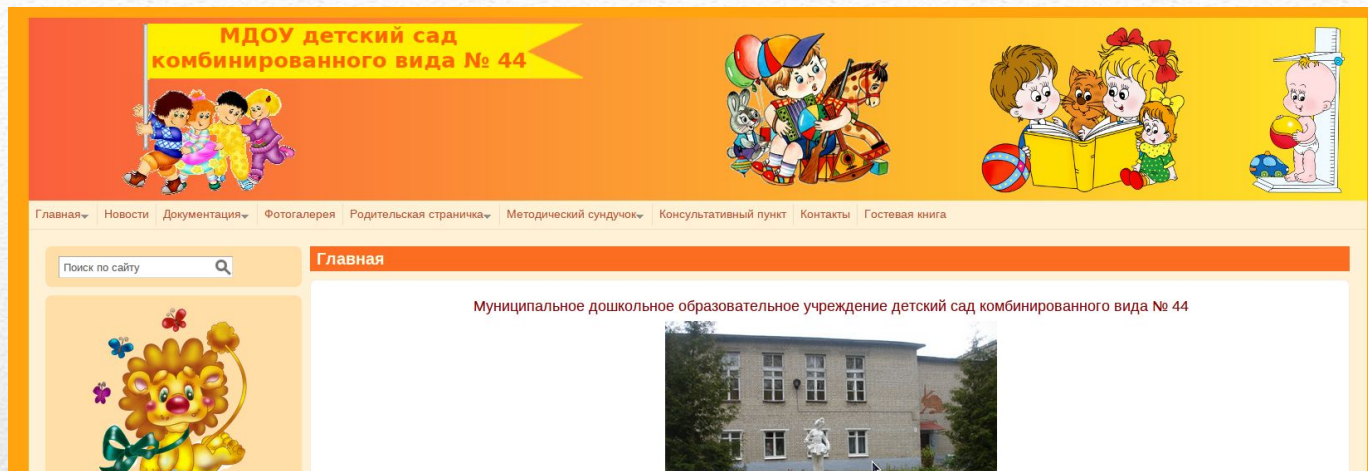 МДОУ детский сад
комбинированного вида № 44
Главная Новости Документация Фотогалерея Родительская страничка Методический сундучок Консультативный пункт Контакты Гостевая книга
Поиск по сайту
Главная
Муниципальное дошкольное образовательное учреждение детский сад комбинированного вида № 44